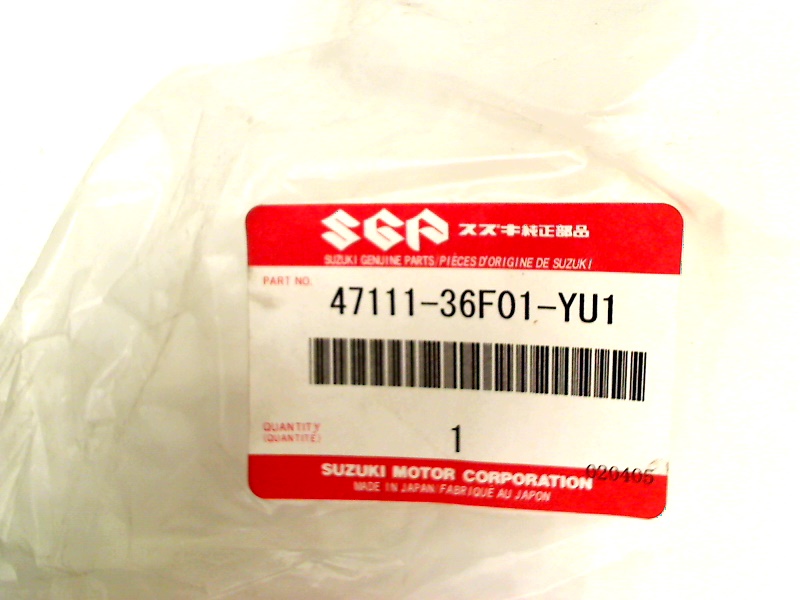 SGP スズキ純正部品
SUZUKI GENUINE PARTS/PIÈCES D'ORIGINE DE SUZUKI
PART NO.
47111-36F01-YU1
QUANTITY
(QUANTITÉ)
1
SUZUKI MOTOR CORPORATION
020405
MADE IN JAPAN/FABRIQUÉ AU JAPON